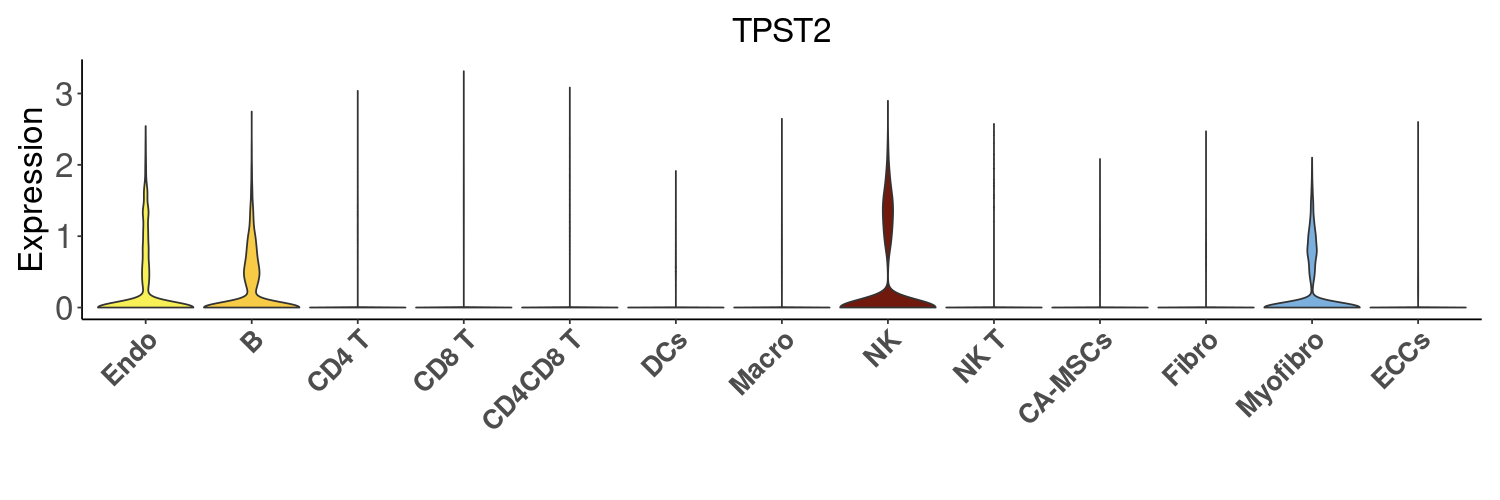 TPST2
Expression
3
2
1
0
Endo
B
CD4 T
CD8 T
CD4CD8 T
DCs
Macro
NK
NK T
CA-MSCs
Fibro
Myofibro
ECCs